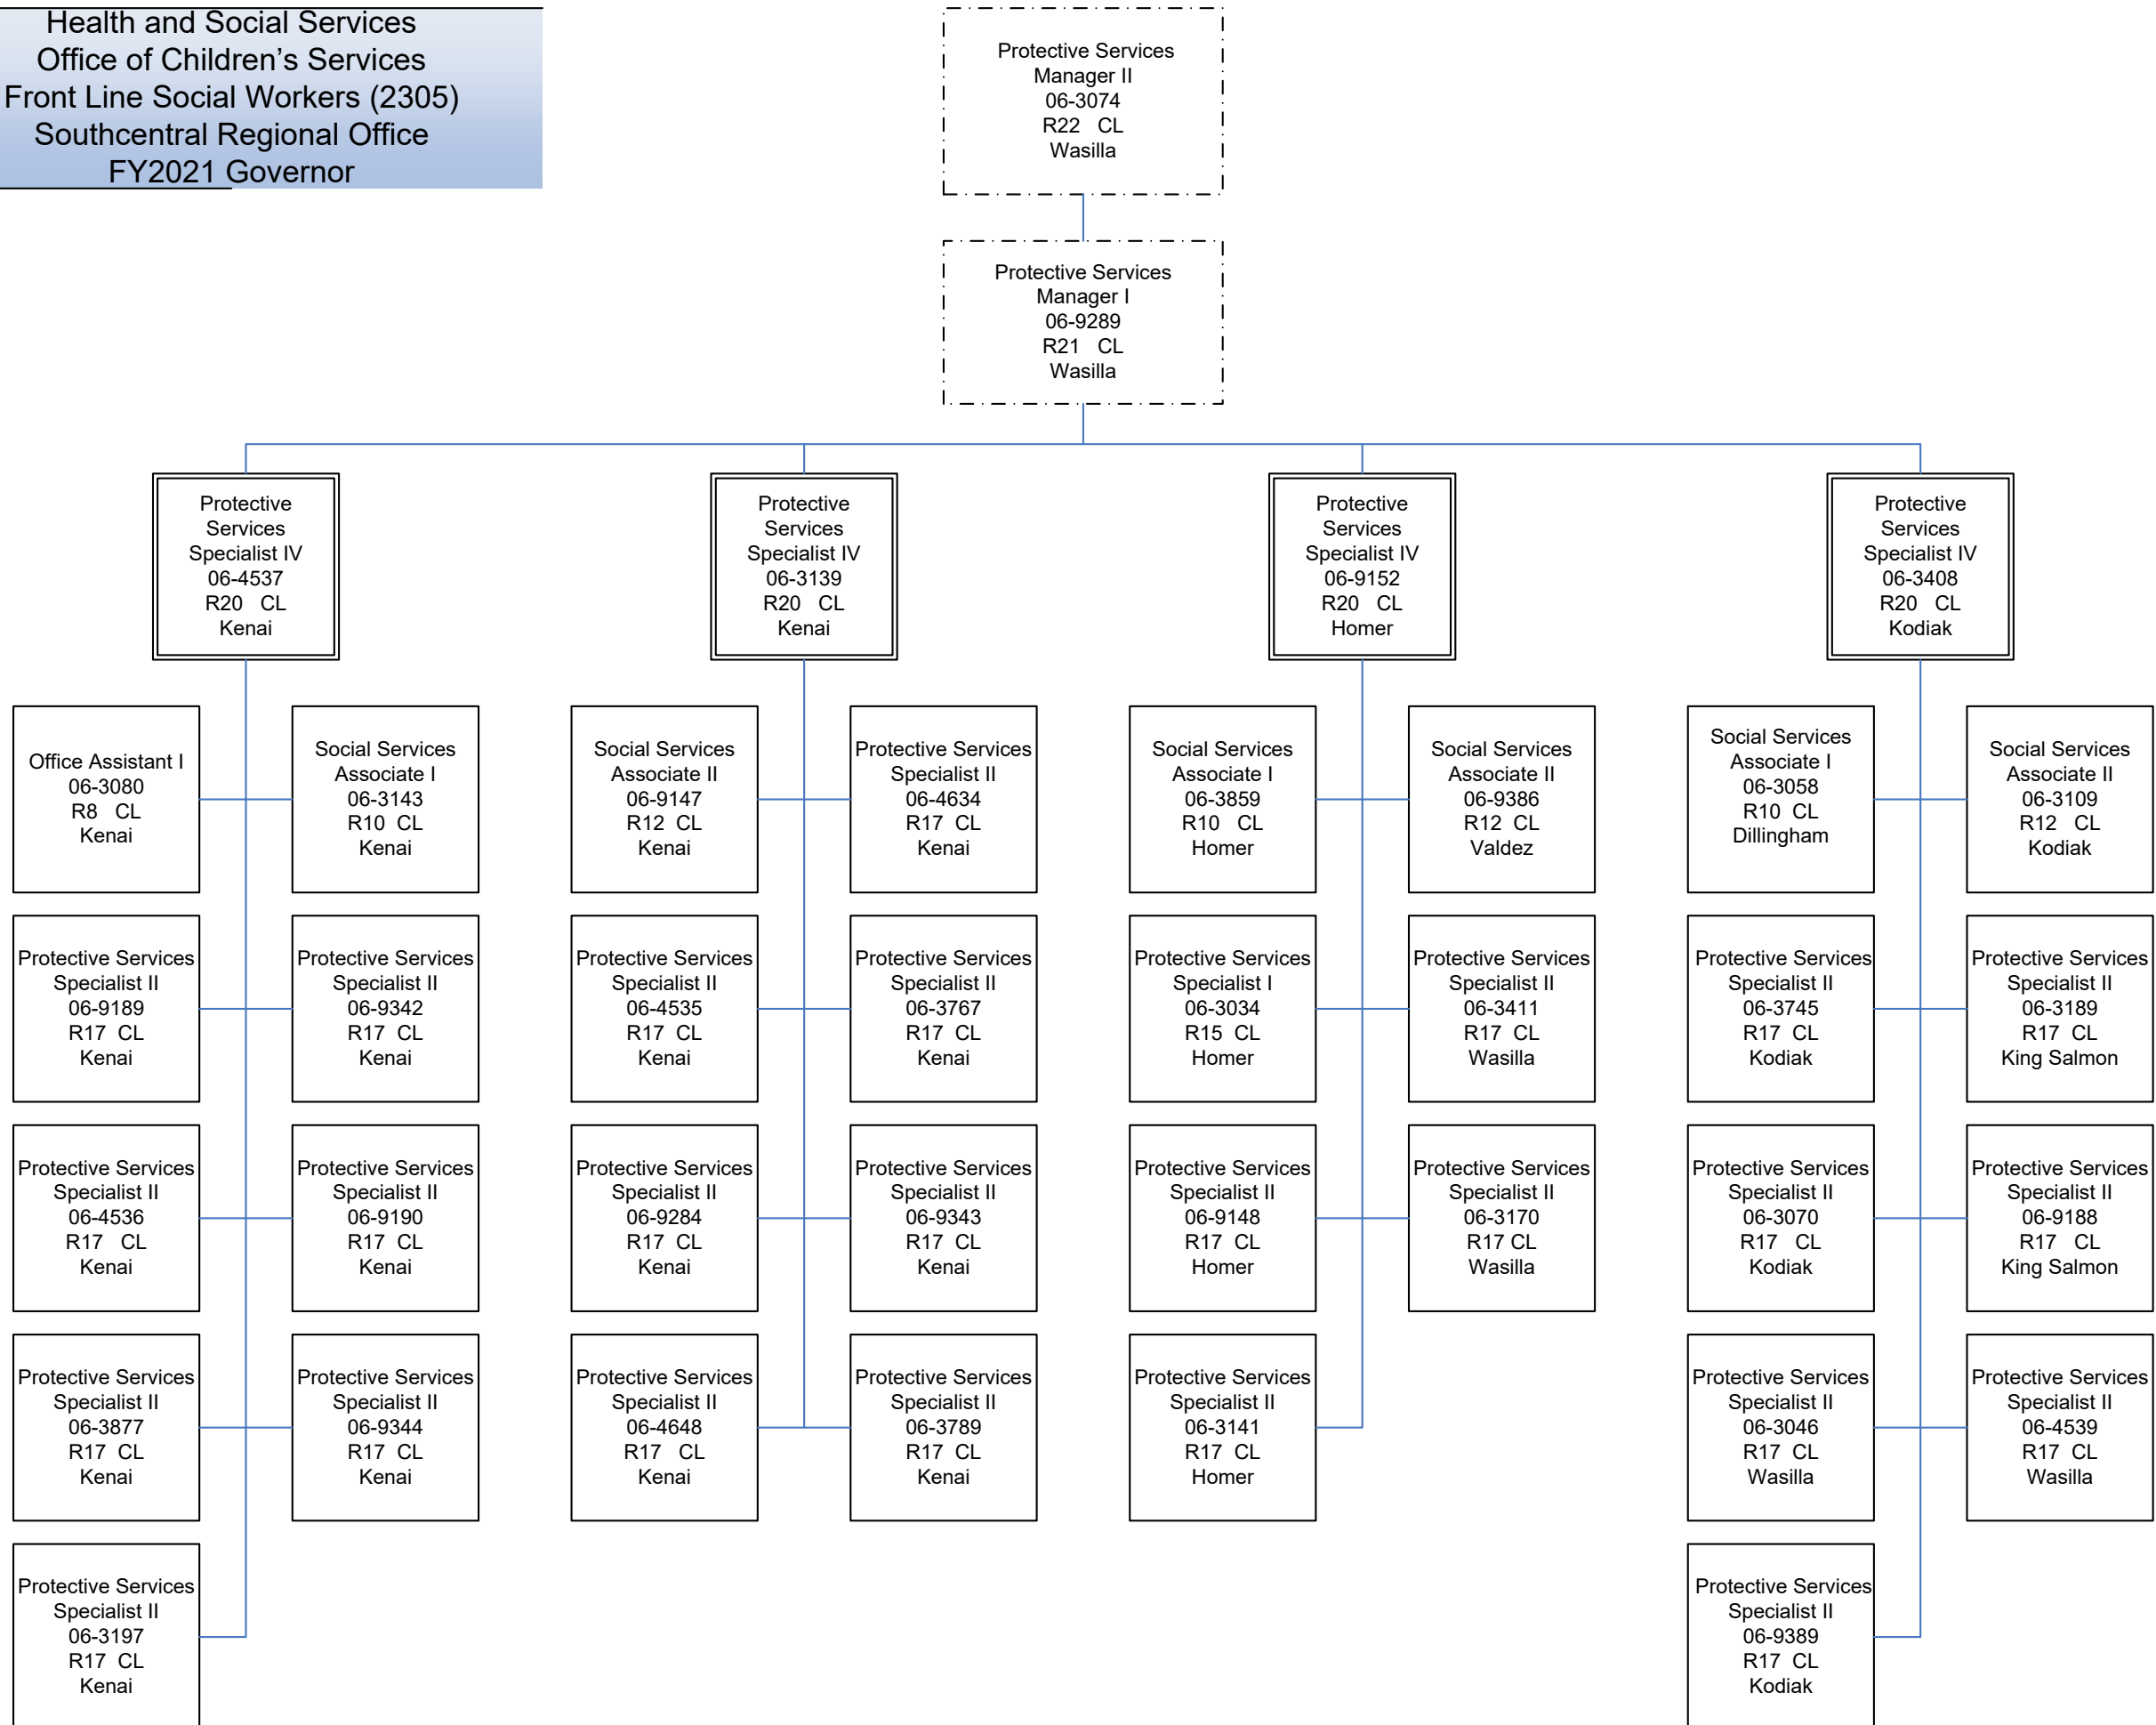 Health and Social Services
Office of Children's Services
Front Line Social Workers (2305)
Southcentral Regional Office
FY2021 Governor
Protective Services
Manager II
06-3074
R22 CL
Wasilla
Protective Services
Manager I
06-9289
R21 CL
Wasilla
Protective
Services
Specialist IV
06-4537
R20 CL
Kenai
Protective
Services
Specialist IV
06-3139
R20 CL
Kenai
Protective
Services
Specialist IV
06-9152
R20 CL
Homer
Protective
Services
Specialist IV
06-3408
R20 CL
Kodiak
Office Assistant I
06-3080
R8 CL
Kenai
Social Services
Associate I
06-3143
R10 CL
Kenai
Social Services
Associate II
06-9147
R12 CL
Kenai
Protective Services
Specialist II
06-4634
R17 CL
Kenai
Social Services
Associate I
06-3859
R10 CL
Homer
Social Services
Associate II
06-9386
R12 CL
Valdez
Social Services
Associate I
06-3058
R10 CL
Dillingham
Social Services
Associate II
06-3109
R12 CL
Kodiak
Protective Services
Specialist II
06-9189
R17 CL
Kenai
Protective Services
Specialist II
06-9342
R17 CL
Kenai
Protective Services
Specialist II
06-4535
R17 CL
Kenai
Protective Services
Specialist II
06-3767
R17 CL
Kenai
Protective Services
Specialist I
06-3034
R15 CL
Homer
Protective Services
Specialist II
06-3411
R17 CL
Wasilla
Protective Services
Specialist II
06-3745
R17 CL
Kodiak
Protective Services
Specialist II
06-3189
R17 CL
King Salmon
Protective Services
Specialist II
06-4536
R17 CL
Kenai
Protective Services
Specialist II
06-9190
R17 CL
Kenai
Protective Services
Specialist II
06-9284
R17 CL
Kenai
Protective Services
Specialist II
06-9343
R17 CL
Kenai
Protective Services
Specialist II
06-9148
R17 CL
Homer
Protective Services
Specialist II
06-3170
R17 CL
Wasilla
Protective Services
Specialist II
06-3070
R17 CL
Kodiak
Protective Services
Specialist II
06-9188
R17 CL
King Salmon
Protective Services
Specialist II
06-3877
R17 CL
Kenai
Protective Services
Specialist II
06-9344
R17 CL
Kenai
Protective Services
Specialist II
06-4648
R17 CL
Kenai
Protective Services
Specialist II
06-3789
R17 CL
Kenai
Protective Services
Specialist II
06-3141
R17 CL
Homer
Protective Services
Specialist II
06-3046
R17 CL
Wasilla
Protective Services
Specialist II
06-4539
R17 CL
Wasilla
Protective Services
Specialist II
06-3197
R17 CL
Kenai
Protective Services
Specialist II
06-9389
R17 CL
Kodiak